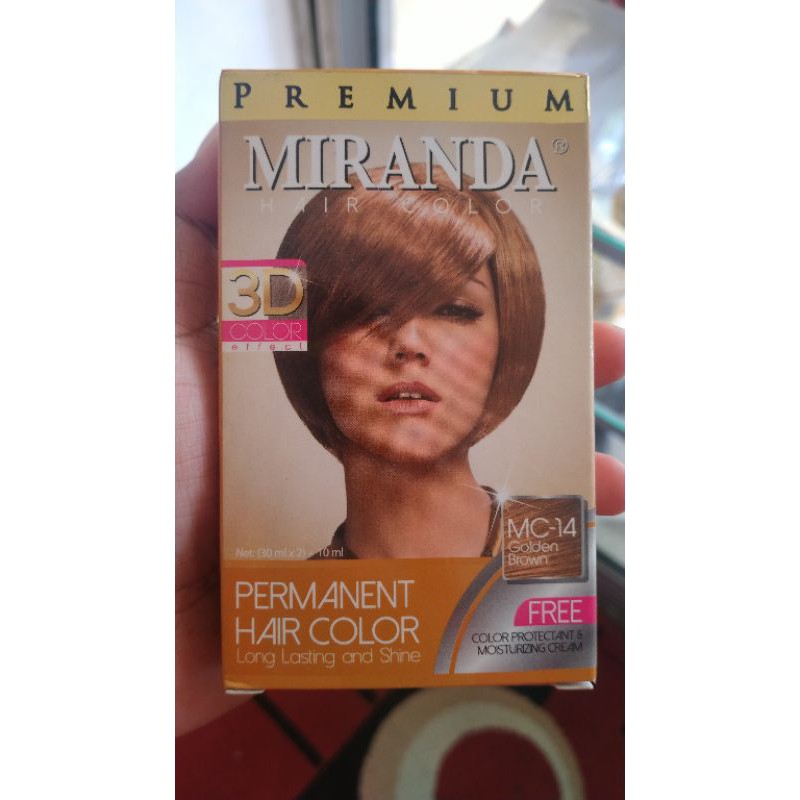 PREMIUM
MIRANDA®
HAIR COLOR
3D
COLOR
effect
MC-14
Golden
Brown
Net: (30 ml x 2) + 10 ml
PERMANENT
HAIR COLOR
Long Lasting and Shine
FREE
COLOR PROTECTANT &
MOISTURIZING CREAM